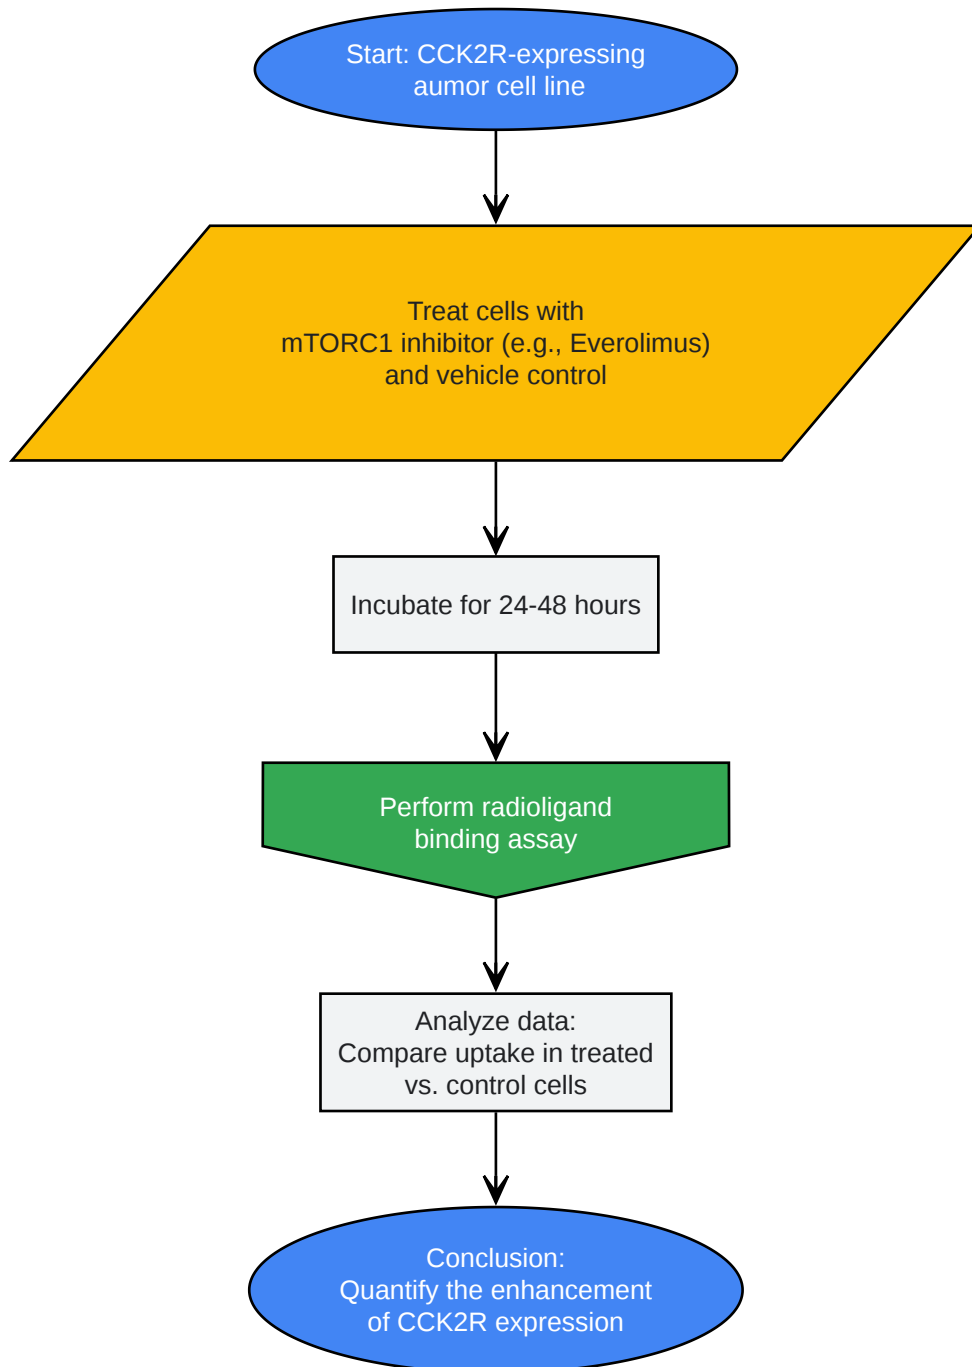 Start: CCK2R-expressing
aumor cell line
Treat cells with
mTORC1 inhibitor (e.g., Everolimus)
and vehicle control
Incubate for 24-48 hours
Perform radioligand
binding assay
Analyze data:
Compare uptake in treated
vs. control cells
Conclusion:
Quantify the enhancement
of CCK2R expression